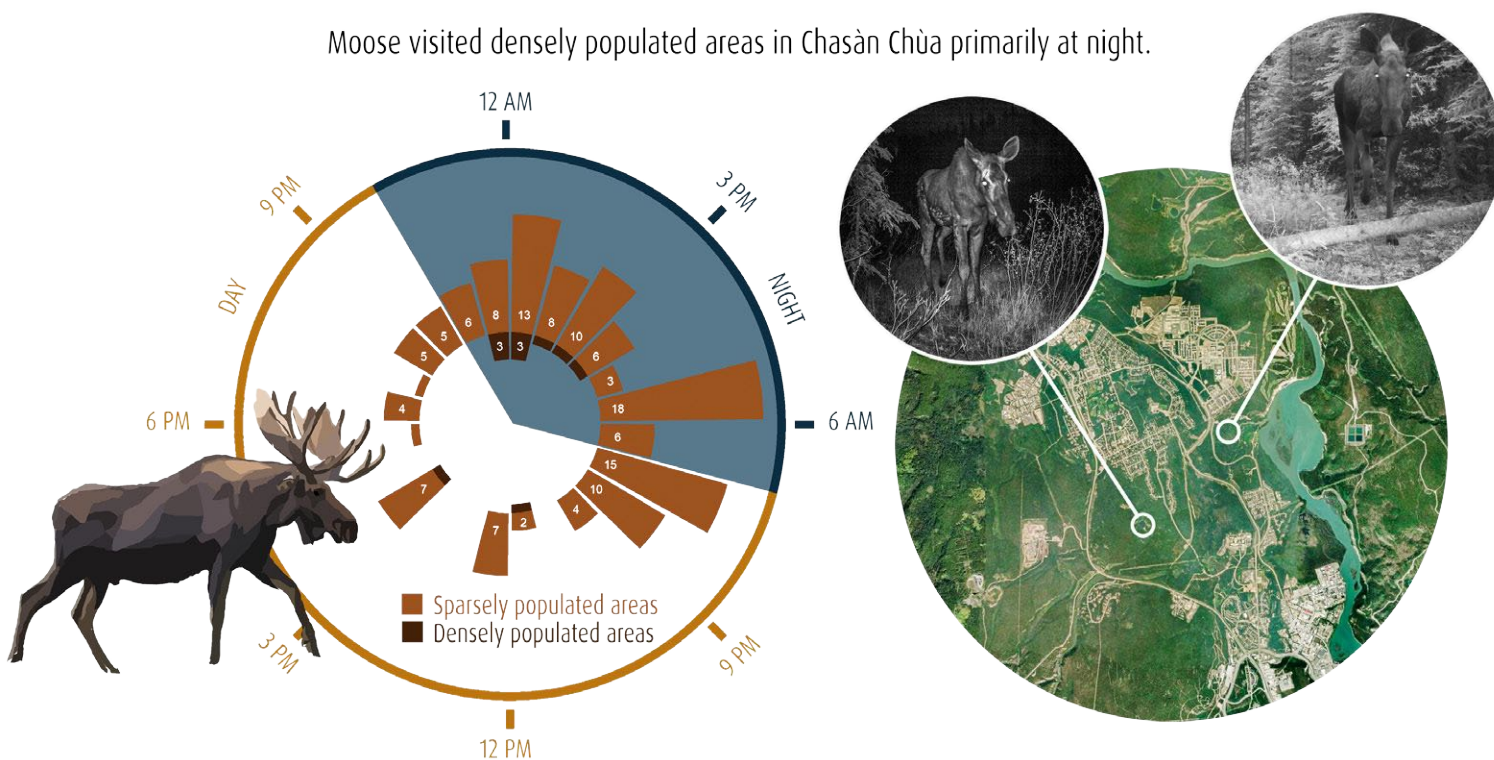 Moose visited densely populated areas in Chasàn Chùa primarily at night.
12 AM
3 PM
NIGHT
6 AM
9 PM
12 PM
3 PM
6 PM
DAY
9 PM
6
8
13
8
10
6
3
18
6
15
10
4
2
7
7
4
5
5
3
3
Sparsely populated areas
Densely populated areas